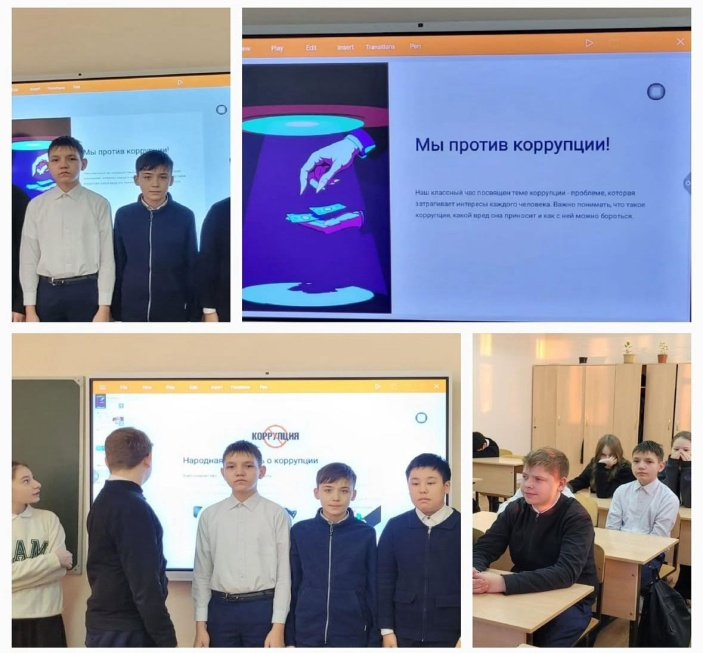 Мы против коррупции!
Play Edit Insert Transitions Pen
Мы против коррупции!
Наш классный час посвящен теме коррупции - проблеме, которая
затрагивает интересы каждого человека. Важно понимать, что такое
коррупция, какой вред она приносит и как с ней можно бороться.
КОРРУПЦИЯ
Народная
о коррупции
AM